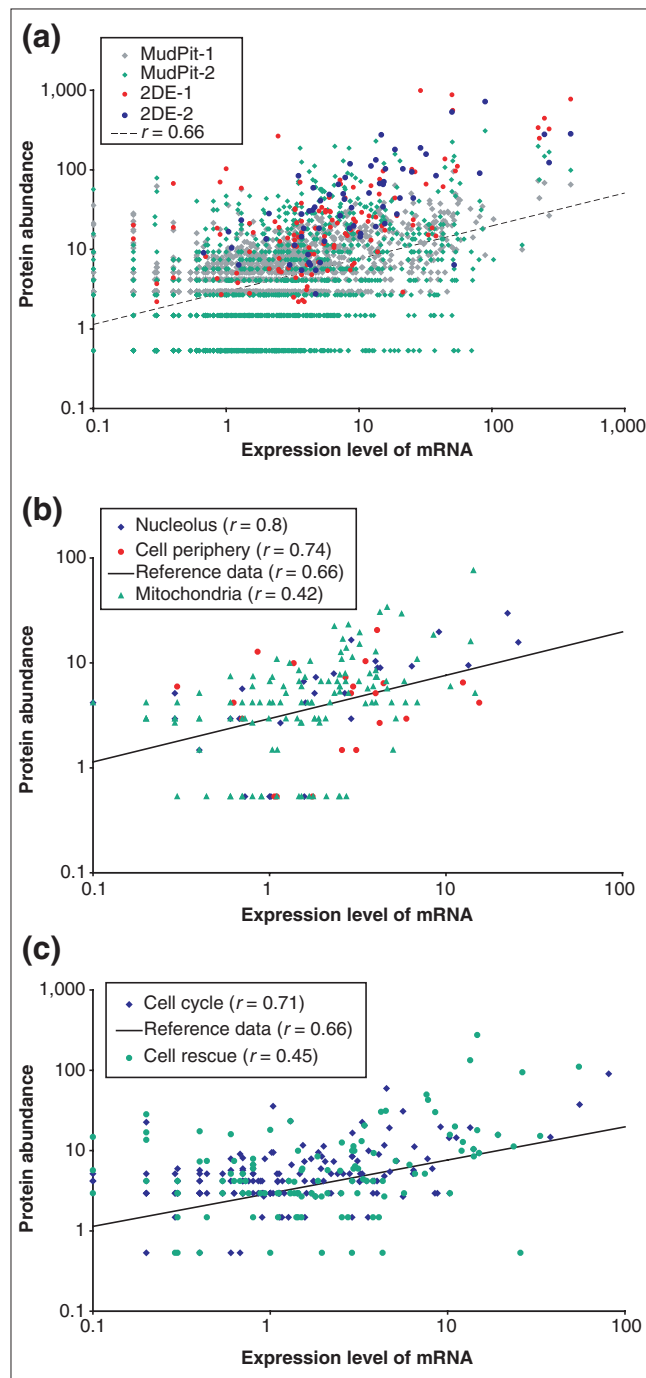 (a)
MudPit-1
MudPit-2
2DE-1
2DE-2
r = 0.66
1,000
100
10
1
0.1
Protein abundance
0.1 1 10 100 1,000
Expression level of mRNA
(b)
Nucleolus (r = 0.8)
Cell periphery (r = 0.74)
Reference data (r = 0.66)
Mitochondria (r = 0.42)
100
10
1
0.1
Protein abundance
0.1 1 10 100
Expression level of mRNA
(c)
Cell cycle (r = 0.71)
Reference data (r = 0.66)
Cell rescue (r = 0.45)
1,000
100
10
1
0.1
Protein abundance
0.1 1 10 100
Expression level of mRNA